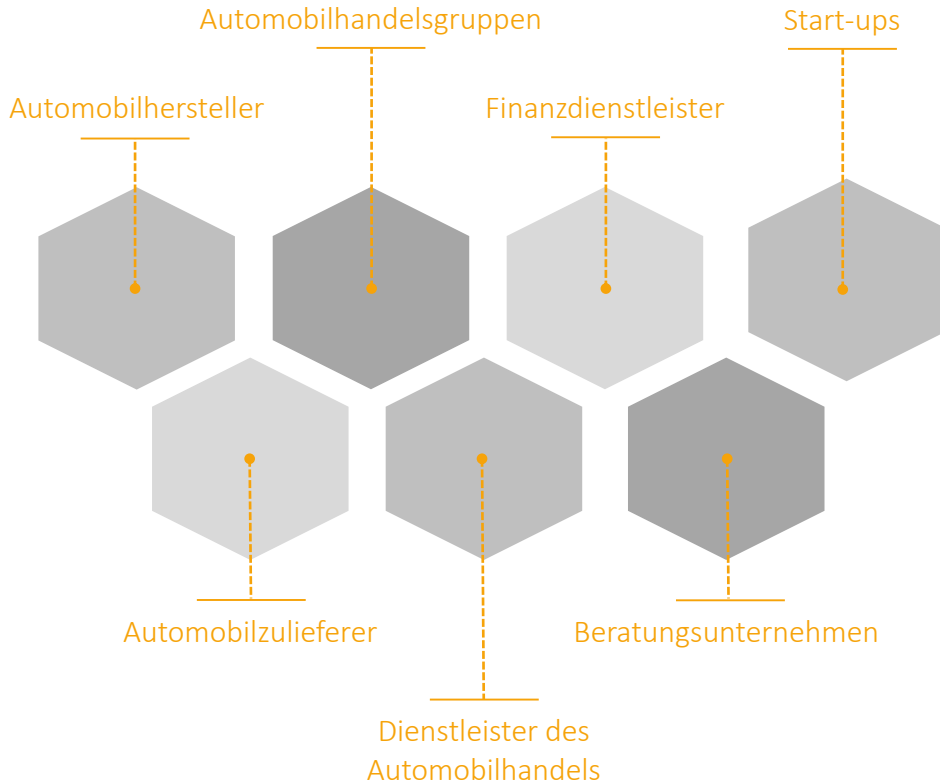 Automobilhandelsgruppen
Start-ups
Automobilhersteller
Finanzdienstleister
Automobilzulieferer
Beratungsunternehmen
Dienstleister des
Automobilhandels